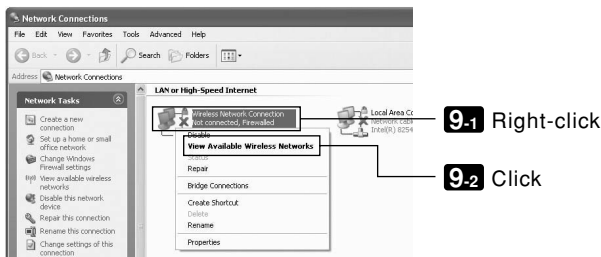 Network Connections
File Edit View Favorites Tools Advanced Help
Back Search Folders
Address Network Connections
Network Tasks
Create a new connection
Set up a home or small office network
Change Windows Firewall settings
View available wireless networks
Disable this network device
Repair this connection
Rename this connection
Change settings of this connection
LAN or High-Speed Internet
Wireless Network Connection
Not connected, Firewalled
Local Area Co
Network cabl
Intel(R) 8254
Disable
View Available Wireless Networks
Status
Repair
Bridge Connections
Create Shortcut
Delete
Rename
Properties
9-1 Right-click
9-2 Click